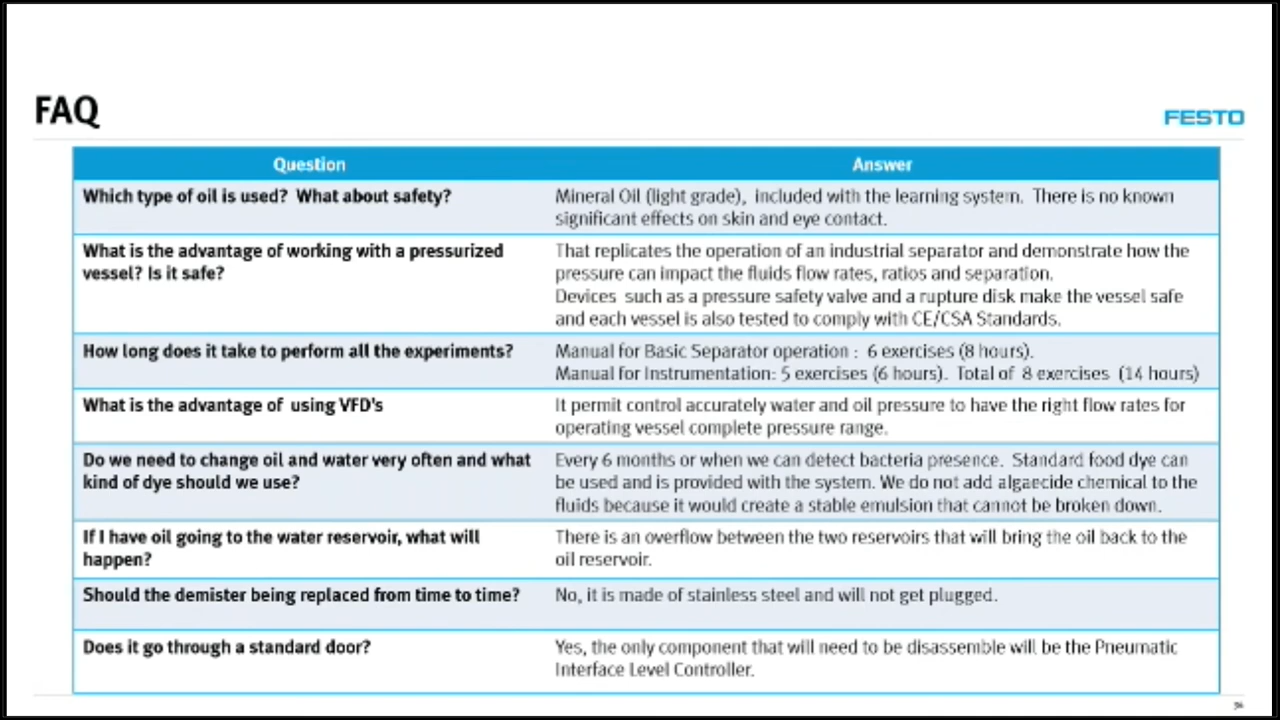 FAQ
FESTO
Question
Answer
Which type of oil is used? What about safety?
Mineral Oil (light grade), included with the learning system. There is no known
significant effects on skin and eye contact.
What is the advantage of working with a pressurized
vessel? Is it safe?
That replicates the operation of an industrial separator and demonstrate how the
pressure can impact the fluids flow rates, ratios and separation.
Devices such as a pressure safety valve and a rupture disk make the vessel safe
and each vessel is also tested to comply with CE/CSA Standards.
How long does it take to perform all the experiments?
Manual for Basic Separator operation : 6 exercises (8 hours).
Manual for Instrumentation: 5 exercises (6 hours). Total of 8 exercises (14 hours)
What is the advantage of using VFD's
It permit control accurately water and oil pressure to have the right flow rates for
operating vessel complete pressure range.
Do we need to change oil and water very often and what
kind of dye should we use?
Every 6 months or when we can detect bacteria presence. Standard food dye can
be used and is provided with the system. We do not add algaecide chemical to the
fluids because it would create a stable emulsion that cannot be broken down.
If I have oil going to the water reservoir, what will
happen?
There is an overflow between the two reservoirs that will bring the oil back to the
oil reservoir.
Should the demister being replaced from time to time?
No, it is made of stainless steel and will not get plugged.
Does it go through a standard door?
Yes, the only component that will need to be disassemble will be the Pneumatic
Interface Level Controller.